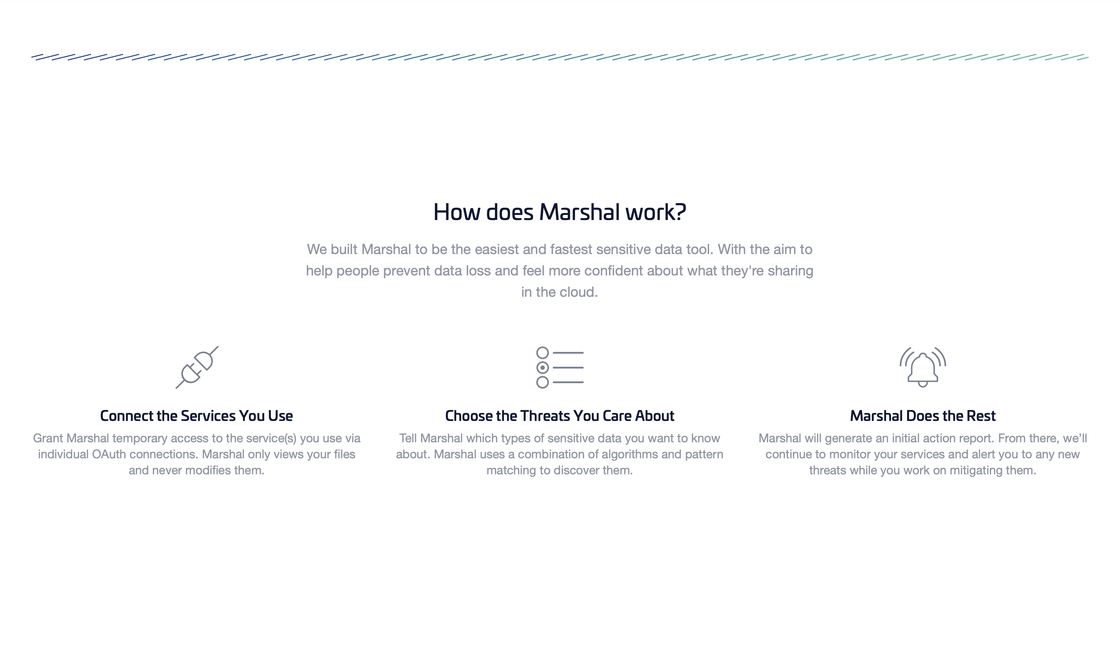 How does Marshal work?
We built Marshal to be the easiest and fastest sensitive data tool. With the aim to
help people prevent data loss and feel more confident about what they're sharing
in the cloud.
Connect the Services You Use
Grant Marshal temporary access to the service(s) you use via
individual OAuth connections. Marshal only views your files
and never modifies them.
Choose the Threats You Care About
Tell Marshal which types of sensitive data you want to know
about. Marshal uses a combination of algorithms and pattern
matching to discover them.
Marshal Does the Rest
Marshal will generate an initial action report. From there, we'll
continue to monitor your services and alert you to any new
threats while you work on mitigating them.